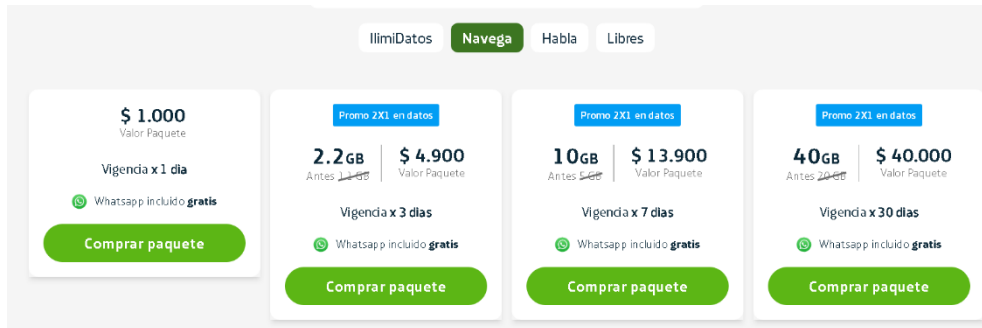 IlimiDatos Navega Habla Libres
$ 1.000
Valor Paquete
Vigencia x 1 dia
Whatsapp incluido gratis
Comprar paquete
Promo 2X1 en datos
2.2GB $ 4.900
Antes 1.1 GB Valor Paquete
Vigencia x 3 dias
Whatsapp incluido gratis
Comprar paquete
Promo 2X1 en datos
10GB $ 13.900
Antes 5 GB Valor Paquete
Vigencia x 7 dias
Whatsapp incluido gratis
Comprar paquete
Promo 2X1 en datos
40GB $ 40.000
Antes 20 GB Valor Paquete
Vigencia x 30 dias
Whatsapp incluido gratis
Comprar paquete